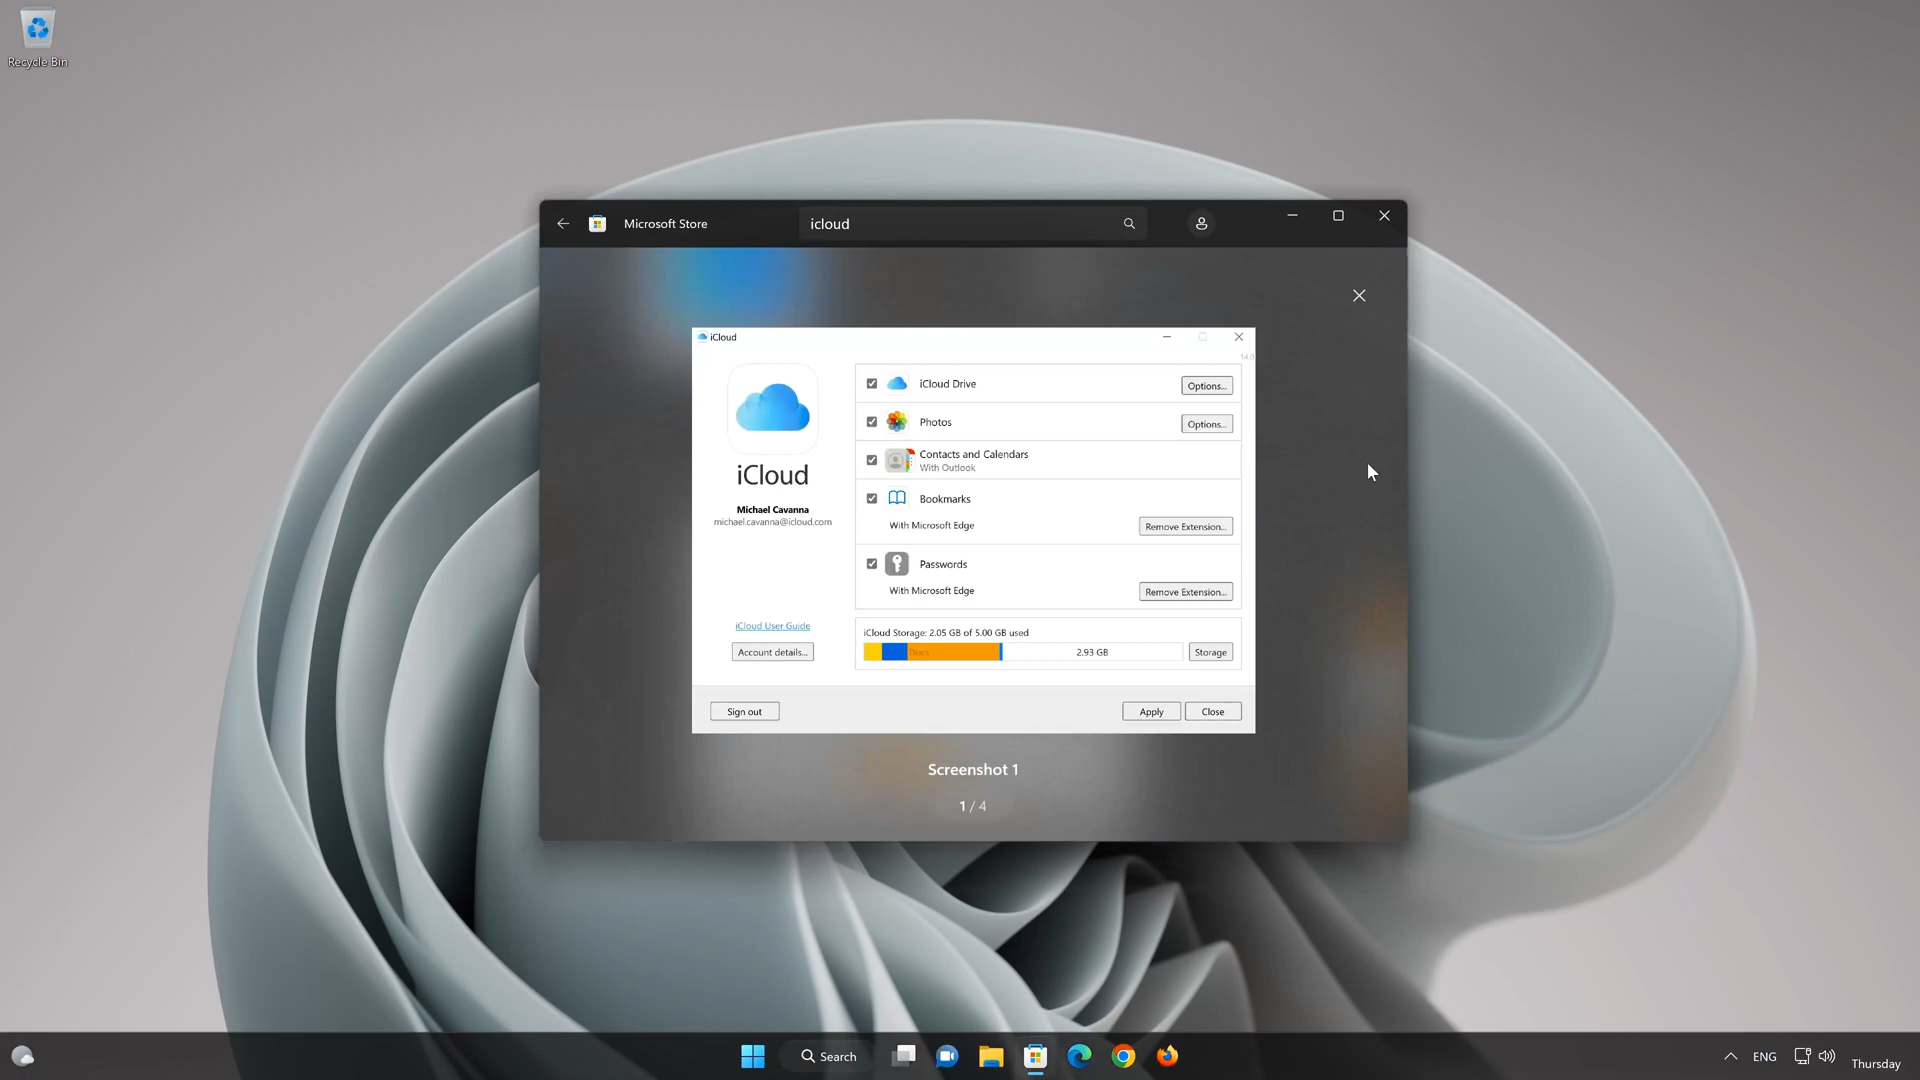 Recycle Bin
Microsoft Store
icloud
iCloud
14.0
iCloud Drive
Options...
Photos
Options...
Contacts and Calendars
With Outlook
iCloud
Bookmarks
Michael Cavanna
michael.cavanna@icloud.com
With Microsoft Edge
Remove Extension...
Passwords
With Microsoft Edge
Remove Extension...
iCloud User Guide
iCloud Storage: 2.05 GB of 5.00 GB used
Account details...
Docs
2.93 GB
Storage
Sign out
Apply
Close
Screenshot 1
1 / 4
Search
ENG
Thursday